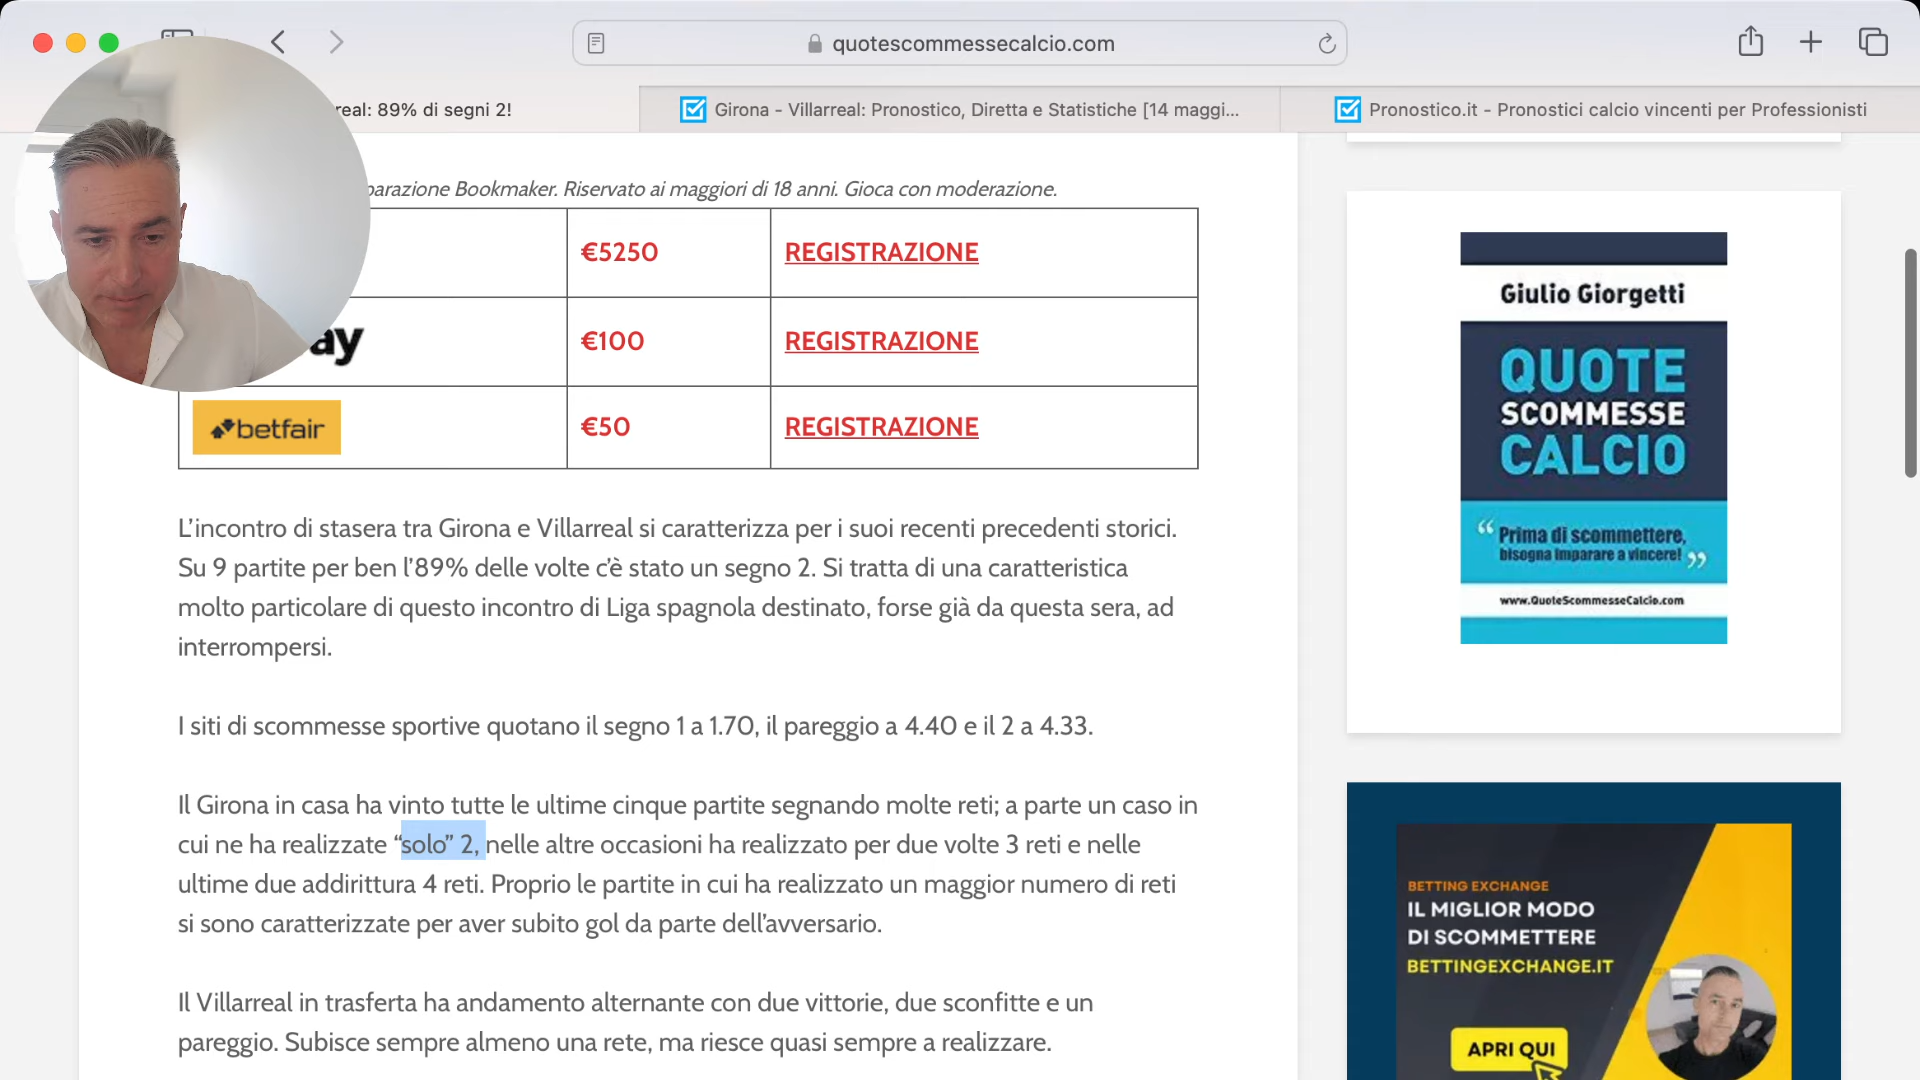 quotescommessecalcio.com
real: 89% di segni 2!
Girona - Villarreal: Pronostico, Diretta e Statistiche [14 maggi...
Pronostico.it - Pronostici calcio vincenti per Professionisti
parazione Bookmaker. Riservato ai maggiori di 18 anni. Gioca con moderazione.
€5250 REGISTRAZIONE
ay €100 REGISTRAZIONE
betfair €50 REGISTRAZIONE
L’incontro di stasera tra Girona e Villarreal si caratterizza per i suoi recenti precedenti storici.
Su 9 partite per ben l’89% delle volte c’è stato un segno 2. Si tratta di una caratteristica
molto particolare di questo incontro di Liga spagnola destinato, forse già da questa sera, ad
interrompersi.
I siti di scommesse sportive quotano il segno 1 a 1.70, il pareggio a 4.40 e il 2 a 4.33.
Il Girona in casa ha vinto tutte le ultime cinque partite segnando molte reti; a parte un caso in
cui ne ha realizzate “solo” 2, nelle altre occasioni ha realizzato per due volte 3 reti e nelle
ultime due addirittura 4 reti. Proprio le partite in cui ha realizzato un maggior numero di reti
si sono caratterizzate per aver subito gol da parte dell’avversario.
Il Villarreal in trasferta ha andamento alternante con due vittorie, due sconfitte e un
pareggio. Subisce sempre almeno una rete, ma riesce quasi sempre a realizzare.
Giulio Giorgetti
QUOTE
SCOMMESSE
CALCIO
“ Prima di scommettere,
bisogna imparare a vincere! ”
www.QuoteScommesseCalcio.com
BETTING EXCHANGE
IL MIGLIOR MODO
DI SCOMMETTERE
BETTINGEXCHANGE.IT
APRI QUI